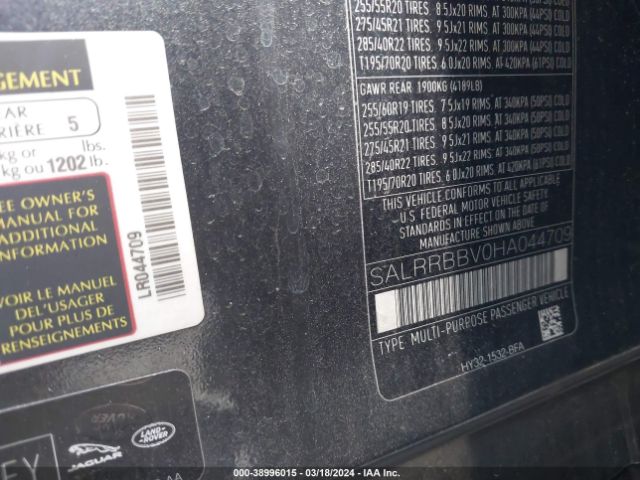 GEMENT
AR
RIÈRE 5
kg or lbs.
kg ou 1202 lb.
EE OWNER'S
MANUAL FOR
ADDITIONAL
INFORMATION
VOIR LE MANUEL
DEL'USAGER
POUR PLUS DE
RENSEIGNEMENTS
LR044709
255/55R20 TIRES. 8 5Jx20 RIMS. AT 300KPA (44PSI) COLD
275/45R21 TIRES. 9 5Jx21 RIMS. AT 300KPA (44PSI) COLD
285/40R22 TIRES. 9 5Jx22 RIMS. AT 300KPA (44PSI) COLD
T195/70R20 TIRES. 6 0Jx20 RIMS. AT 420KPA (61PSI) COLD
GAWR REAR 1900KG (4189LB)
255/60R19 TIRES. 7 5Jx19 RIMS. AT 340KPA (50PSI) COLD
255/55R20 TIRES. 8 5Jx20 RIMS. AT 340KPA (50PSI) COLD
275/45R21 TIRES. 9 5Jx21 RIMS. AT 340KPA (50PSI) COLD
285/40R22 TIRES. 9 5Jx22 RIMS. AT 340KPA (50PSI) COLD
T195/70R20 TIRES. 6 0Jx20 RIMS. AT 420KPA (61PSI) COLD
THIS VEHICLE CONFORMS TO ALL APPLICABLE
U.S. FEDERAL MOTOR VEHICLE SAFETY
STANDARDS IN EFFECT ON THE DATE OF
MANUFACTURE SHOWN ABOVE
SALRRBBV0HA044709
TYPE MULTI-PURPOSE PASSENGER VEHICLE
HY32-1532-BFA
ROVER
JAGUAR
LAND-ROVER
EY
AA
000-38996015 - 03/18/2024 - IAA Inc.